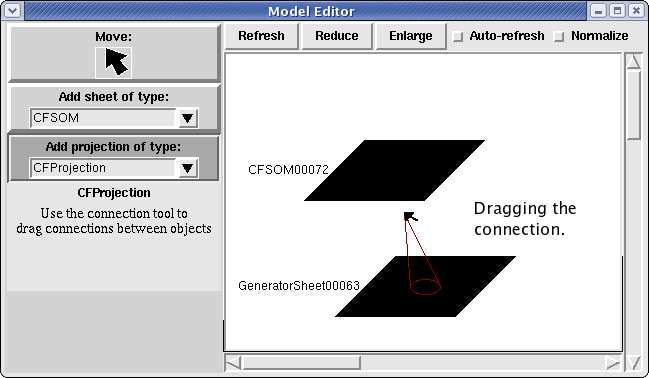 Model Editor
Move:
Refresh
Reduce
Enlarge
Auto-refresh
Normalize
Add sheet of type:
CFSOM
Add projection of type:
CFProjection
CFProjection
Use the connection tool to
drag connections between objects
CFSOM00072
Dragging the
connection.
GeneratorSheet00063